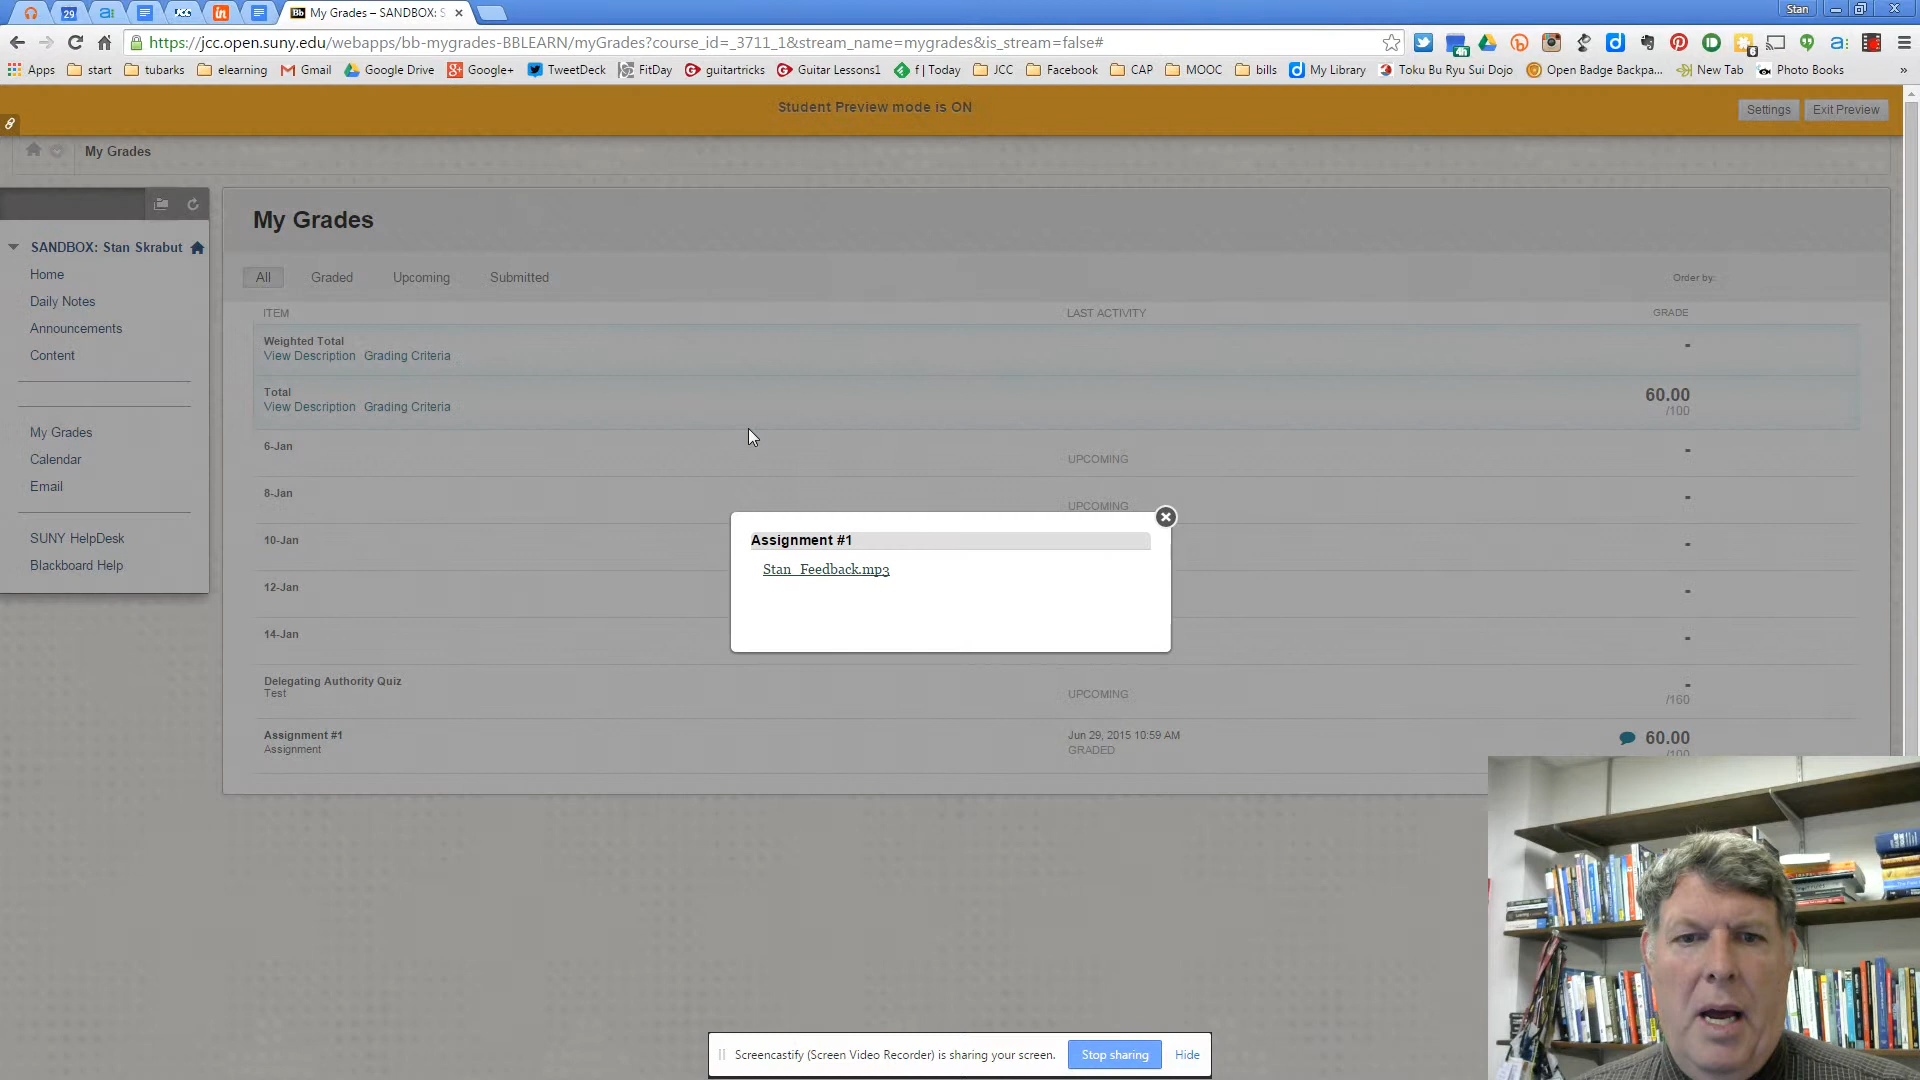 29
JCC
in
Bb My Grades – SANDBOX: S
Stan
https://jcc.open.suny.edu/webapps/bb-mygrades-BBLEARN/myGrades?course_id=_3711_1&stream_name=mygrades&is_stream=false#
Apps start tubarks elearning Gmail Google Drive Google+ TweetDeck FitDay guitartricks Guitar Lessons1 f | Today JCC Facebook CAP MOOC bills My Library Toku Bu Ryu Sui Dojo Open Badge Backpa... New Tab Photo Books »
Student Preview mode is ON
Settings Exit Preview
My Grades
SANDBOX: Stan Skrabut
Home
Daily Notes
Announcements
Content
My Grades
Calendar
Email
SUNY HelpDesk
Blackboard Help
My Grades
All Graded Upcoming Submitted Order by:
ITEM LAST ACTIVITY GRADE
Weighted Total -
View Description Grading Criteria
Total 60.00
View Description Grading Criteria /100
6-Jan -
UPCOMING
8-Jan -
UPCOMING
10-Jan -
12-Jan -
14-Jan -
Delegating Authority Quiz -
Test UPCOMING /160
Assignment #1 Jun 29, 2015 10:59 AM 60.00
Assignment GRADED /100
Assignment #1
Stan_Feedback.mp3
Screencastify (Screen Video Recorder) is sharing your screen. Stop sharing Hide